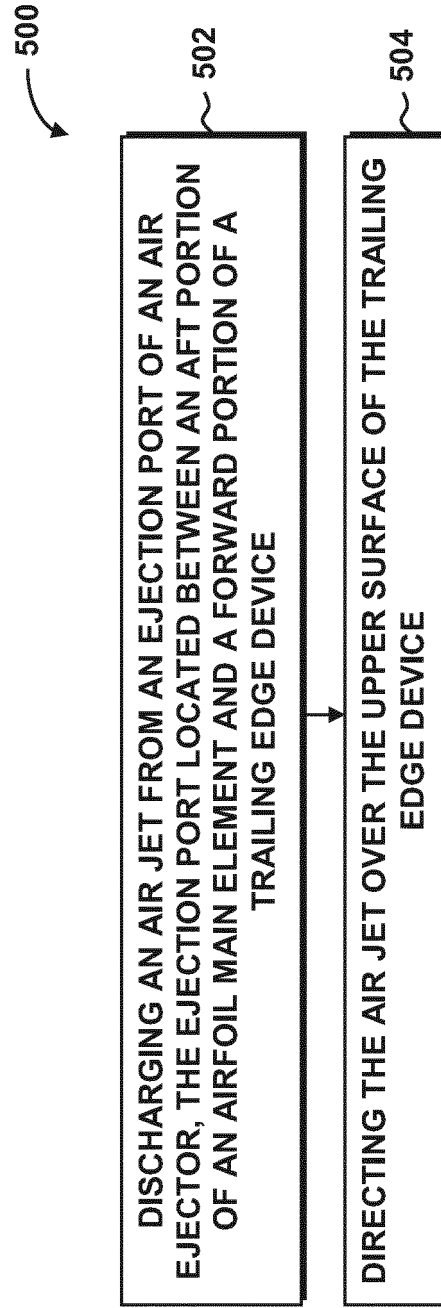 500
502
DISCHARGING AN AIR JET FROM AN EJECTION PORT OF AN AIR
EJECTOR, THE EJECTION PORT LOCATED BETWEEN AN AFT PORTION
OF AN AIRFOIL MAIN ELEMENT AND A FORWARD PORTION OF A
TRAILING EDGE DEVICE
504
DIRECTING THE AIR JET OVER THE UPPER SURFACE OF THE TRAILING
EDGE DEVICE